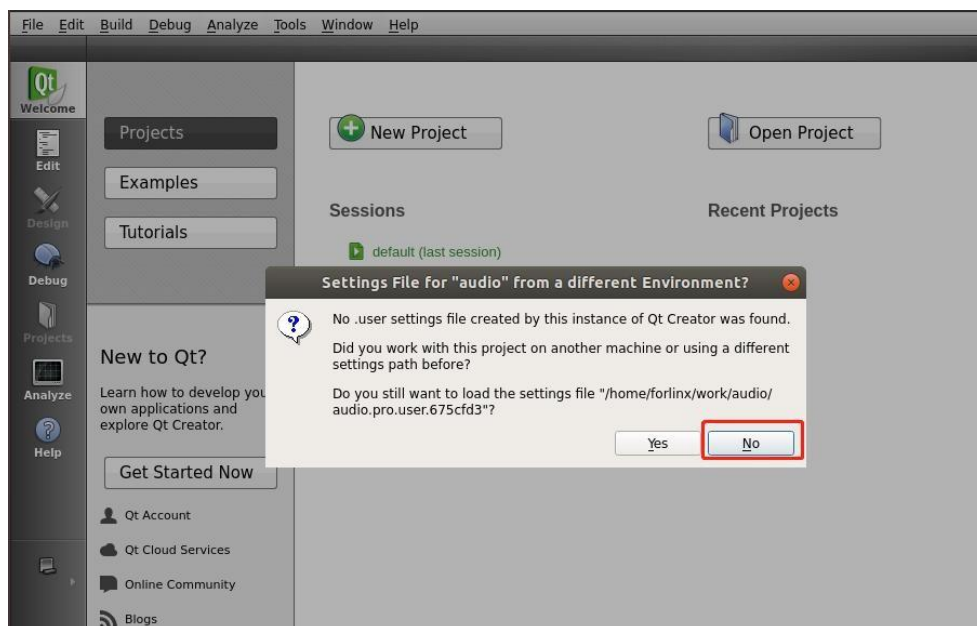 File Edit Build Debug Analyze Tools Window Help
Qt
Welcome
Edit
Design
Debug
Projects
Analyze
Help
Projects
Examples
Tutorials
New to Qt?
Learn how to develop you
own applications and
explore Qt Creator.
Get Started Now
Qt Account
Qt Cloud Services
Online Community
Blogs
New Project
Open Project
Sessions
Recent Projects
default (last session)
Settings File for "audio" from a different Environment?
No .user settings file created by this instance of Qt Creator was found.
Did you work with this project on another machine or using a different
settings path before?
Do you still want to load the settings file "/home/forlinx/work/audio/
audio.pro.user.675cfd3"?
Yes
No